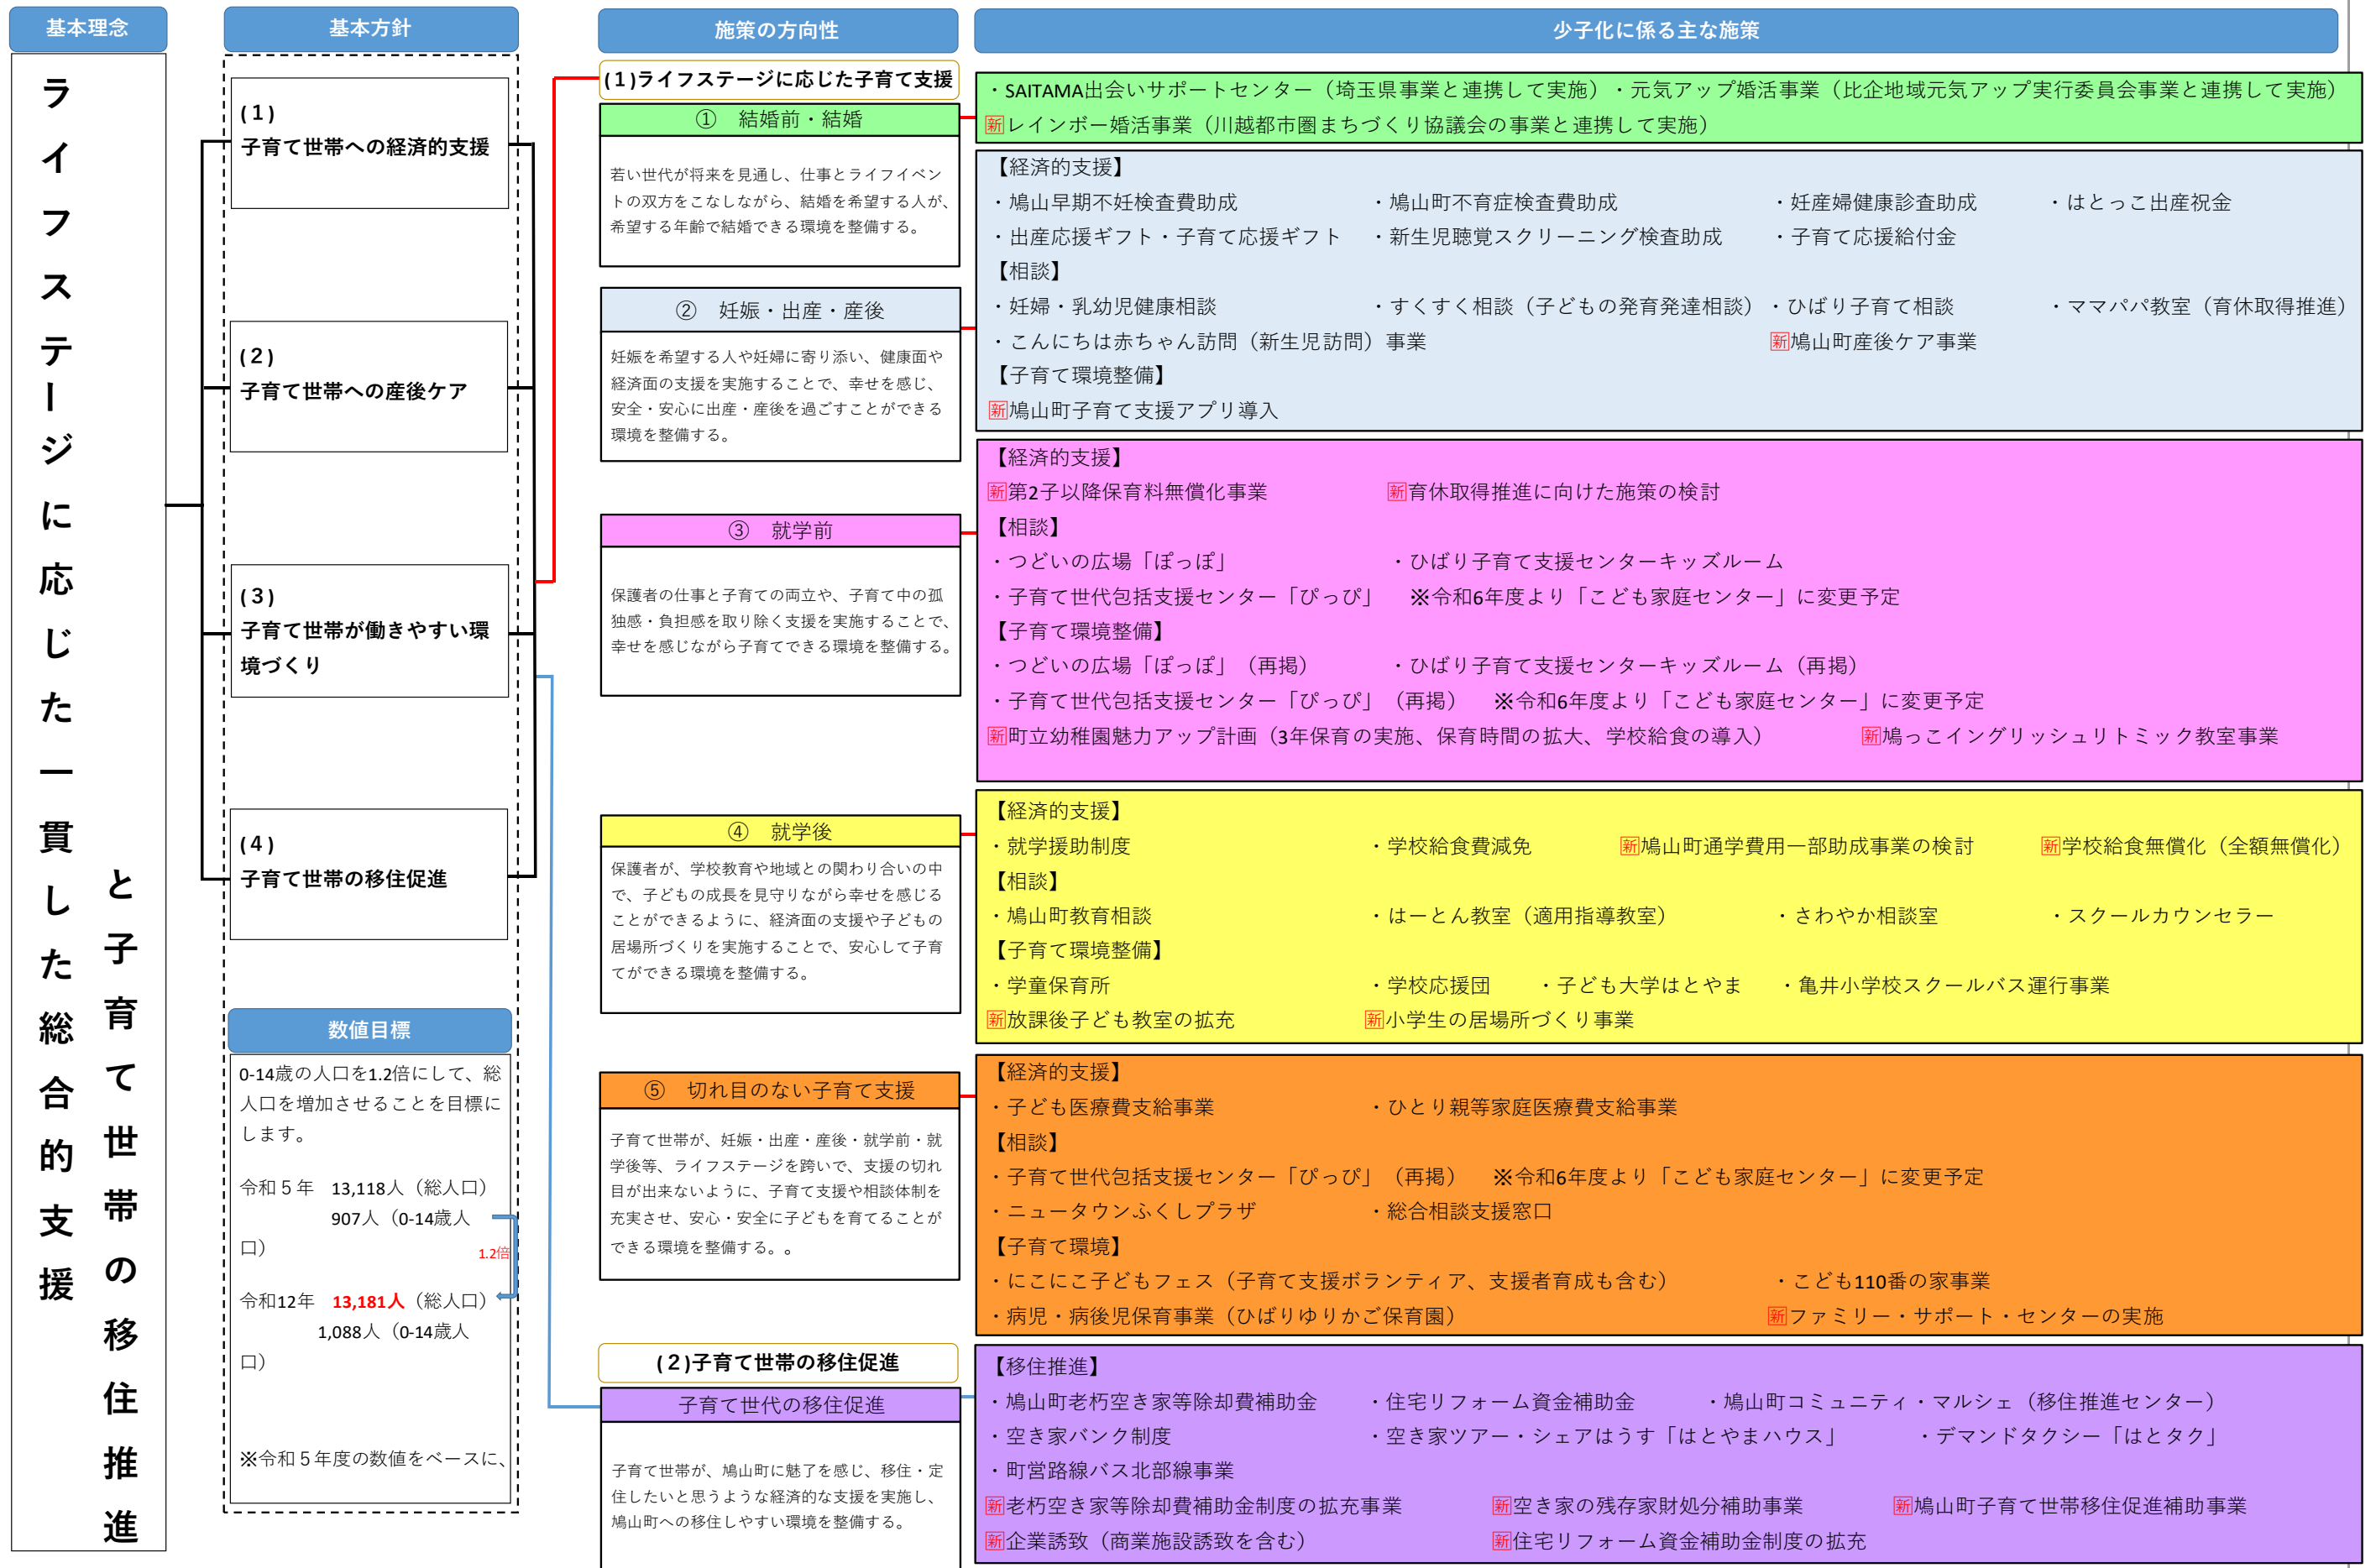 基本理念
ライフステージに応じた一貫した総合的支援
と子育て世帯の移住推進
基本方針
(1)
子育て世帯への経済的支援
(2)
子育て世帯への産後ケア
(3)
子育て世帯が働きやすい環
境づくり
(4)
子育て世帯の移住促進
数値目標
0-14歳の人口を1.2倍にして、総
人口を増加させることを目標に
します。
令和５年　13,118人（総人口）
907人（0-14歳人
口）
1.2倍
令和12年　13,181人（総人口）
1,088人（0-14歳人
口）
※令和５年度の数値をベースに、
施策の方向性
(1)ライフステージに応じた子育て支援
①　結婚前・結婚
若い世代が将来を見通し、仕事とライフイベン
トの双方をこなしながら、結婚を希望する人が、
希望する年齢で結婚できる環境を整備する。
②　妊娠・出産・産後
妊娠を希望する人や妊婦に寄り添い、健康面や
経済面の支援を実施することで、幸せを感じ、
安全・安心に出産・産後を過ごすことができる
環境を整備する。
③　就学前
保護者の仕事と子育ての両立や、子育て中の孤
独感・負担感を取り除く支援を実施することで、
幸せを感じながら子育てできる環境を整備する。
④　就学後
保護者が、学校教育や地域との関わり合いの中
で、子どもの成長を見守りながら幸せを感じる
ことができるように、経済面の支援や子どもの
居場所づくりを実施することで、安心して子育
てができる環境を整備する。
⑤　切れ目のない子育て支援
子育て世帯が、妊娠・出産・産後・就学前・就
学後等、ライフステージを跨いで、支援の切れ
目が出来ないように、子育て支援や相談体制を
充実させ、安心・安全に子どもを育てることが
できる環境を整備する。。
(2)子育て世帯の移住促進
子育て世代の移住促進
子育て世帯が、鳩山町に魅了を感じ、移住・定
住したいと思うような経済的な支援を実施し、
鳩山町への移住しやすい環境を整備する。
少子化に係る主な施策
・SAITAMA出会いサポートセンター（埼玉県事業と連携して実施）・元気アップ婚活事業（比企地域元気アップ実行委員会事業と連携して実施）
新レインボー婚活事業（川越都市圏まちづくり協議会の事業と連携して実施）
【経済的支援】
・鳩山早期不妊検査費助成　・鳩山町不育症検査費助成　・妊産婦健康診査助成　・はとっこ出産祝金
・出産応援ギフト・子育て応援ギフト　・新生児聴覚スクリーニング検査助成　・子育て応援給付金
【相談】
・妊婦・乳幼児健康相談　・すくすく相談（子どもの発育発達相談）・ひばり子育て相談　・ママパパ教室（育休取得推進）
・こんにちは赤ちゃん訪問（新生児訪問）事業　新鳩山町産後ケア事業
【子育て環境整備】
新鳩山町子育て支援アプリ導入
【経済的支援】
新第2子以降保育料無償化事業　新育休取得推進に向けた施策の検討
【相談】
・つどいの広場「ぽっぽ」　・ひばり子育て支援センターキッズルーム
・子育て世代包括支援センター「ぴっぴ」　※令和6年度より「こども家庭センター」に変更予定
【子育て環境整備】
・つどいの広場「ぽっぽ」（再掲）　・ひばり子育て支援センターキッズルーム（再掲）
・子育て世代包括支援センター「ぴっぴ」（再掲）　※令和6年度より「こども家庭センター」に変更予定
新町立幼稚園魅力アップ計画（3年保育の実施、保育時間の拡大、学校給食の導入）　新鳩っこイングリッシュリトミック教室事業
【経済的支援】
・就学援助制度　・学校給食費減免　新鳩山町通学費用一部助成事業の検討　新学校給食無償化（全額無償化）
【相談】
・鳩山町教育相談　・はーとん教室（適用指導教室）　・さわやか相談室　・スクールカウンセラー
【子育て環境整備】
・学童保育所　・学校応援団　・子ども大学はとやま　・亀井小学校スクールバス運行事業
新放課後子ども教室の拡充　新小学生の居場所づくり事業
【経済的支援】
・子ども医療費支給事業　・ひとり親等家庭医療費支給事業
【相談】
・子育て世代包括支援センター「ぴっぴ」（再掲）　※令和6年度より「こども家庭センター」に変更予定
・ニュータウンふくしプラザ　・総合相談支援窓口
【子育て環境】
・にこにこ子どもフェス（子育て支援ボランティア、支援者育成も含む）　・こども110番の家事業
・病児・病後児保育事業（ひばりゆりかご保育園）　新ファミリー・サポート・センターの実施
【移住推進】
・鳩山町老朽空き家等除却費補助金　・住宅リフォーム資金補助金　・鳩山町コミュニティ・マルシェ（移住推進センター）
・空き家バンク制度　・空き家ツアー・シェアはうす「はとやまハウス」　・デマンドタクシー「はとタク」
・町営路線バス北部線事業
新老朽空き家等除却費補助金制度の拡充事業　新空き家の残存家財処分補助事業　新鳩山町子育て世帯移住促進補助事業
新企業誘致（商業施設誘致を含む）　新住宅リフォーム資金補助金制度の拡充